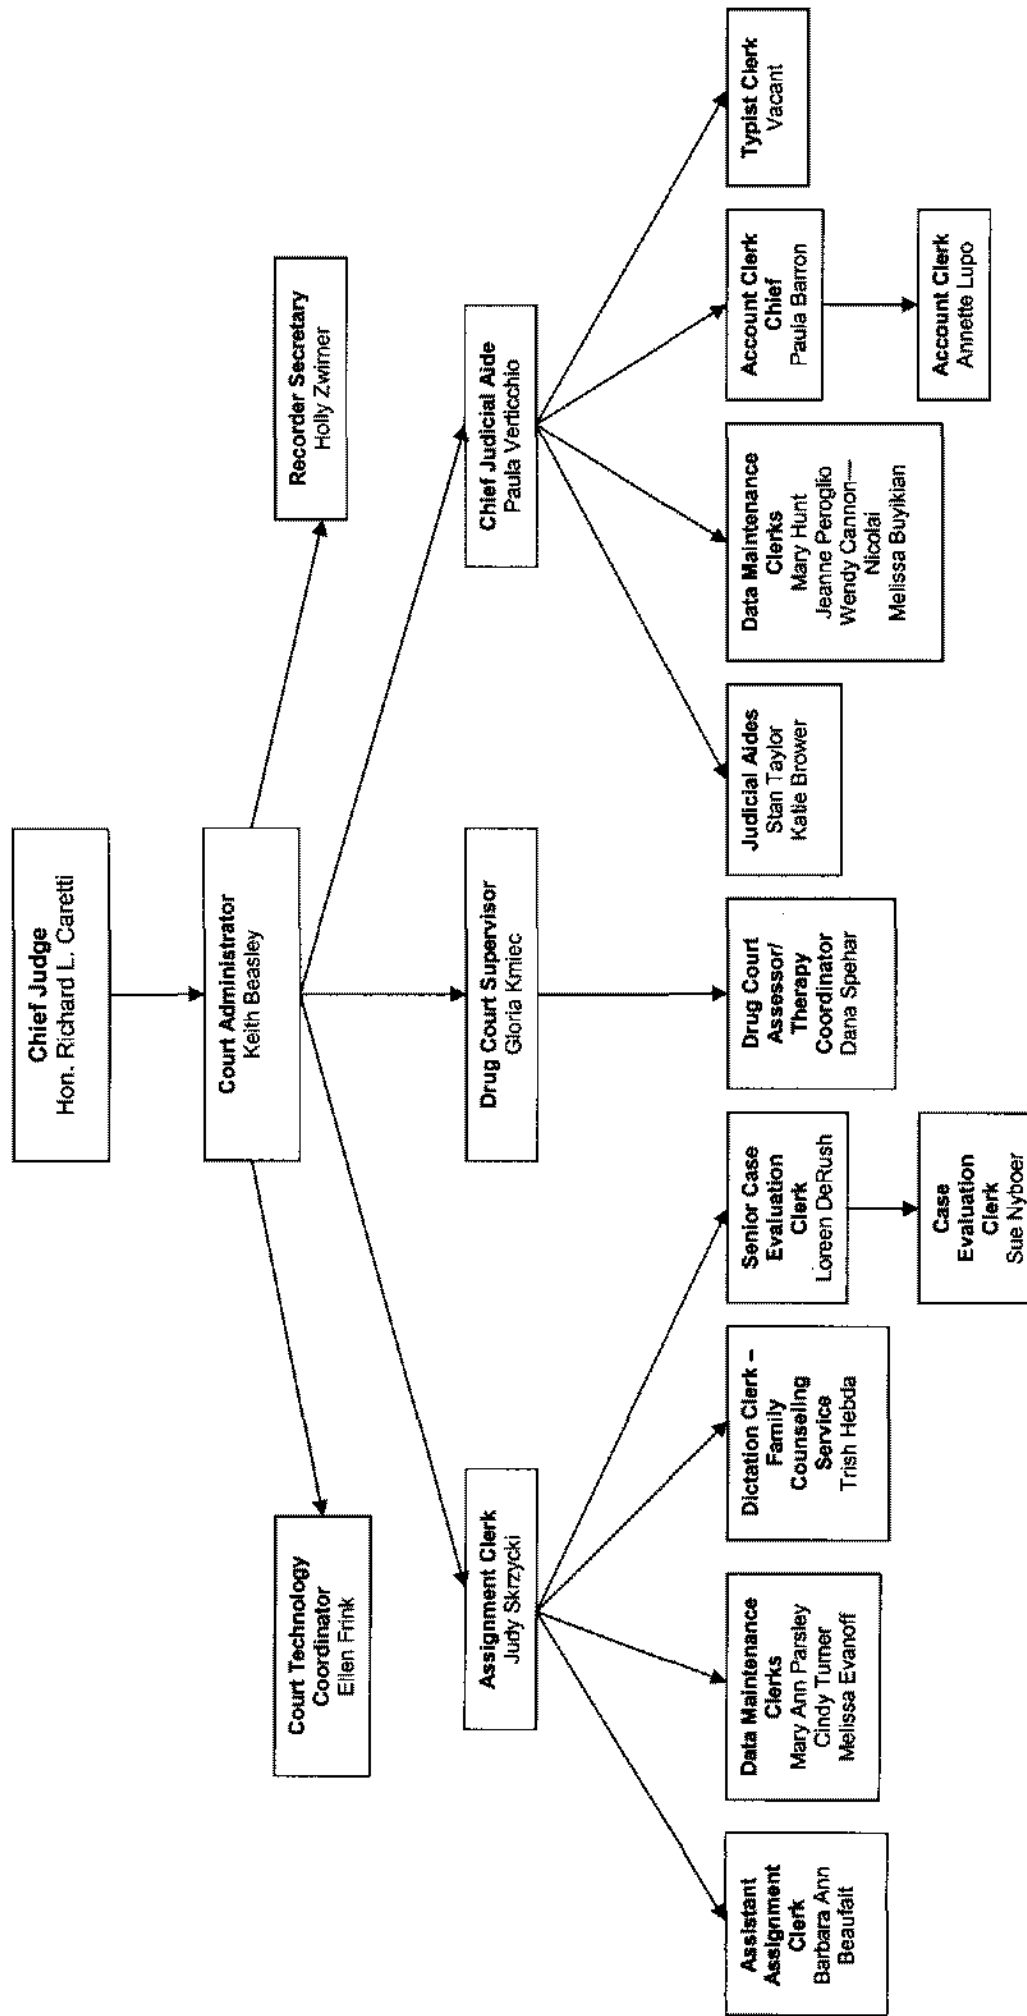 Chief Judge
Hon. Richard L. Caretti
Court Administrator
Keith Beasley
Court Technology
Coordinator
Ellen Frink
Recorder Secretary
Holly Zwirner
Assignment Clerk
Judy Skrzycki
Drug Court Supervisor
Gloria Kmiec
Chief Judicial Aide
Paula Verticchio
Assistant
Assignment
Clerk
Barbara Ann
Beaufait
Data Maintenance
Clerks
Mary Ann Parsley
Cindy Turner
Melissa Evanoff
Dictation Clerk –
Family
Counseling
Service
Trish Hebda
Senior Case
Evaluation
Clerk
Loreen DeRush
Drug Court
Assessor/
Therapy
Coordinator
Dana Spehar
Judicial Aides
Stan Taylor
Katie Brower
Data Maintenance
Clerks
Mary Hunt
Jeanne Peroglio
Wendy Cannon—
Nicolai
Melissa Buyikian
Account Clerk
Chief
Paula Barron
Typist Clerk
Vacant
Case
Evaluation
Clerk
Sue Nyboer
Account Clerk
Annette Lupo